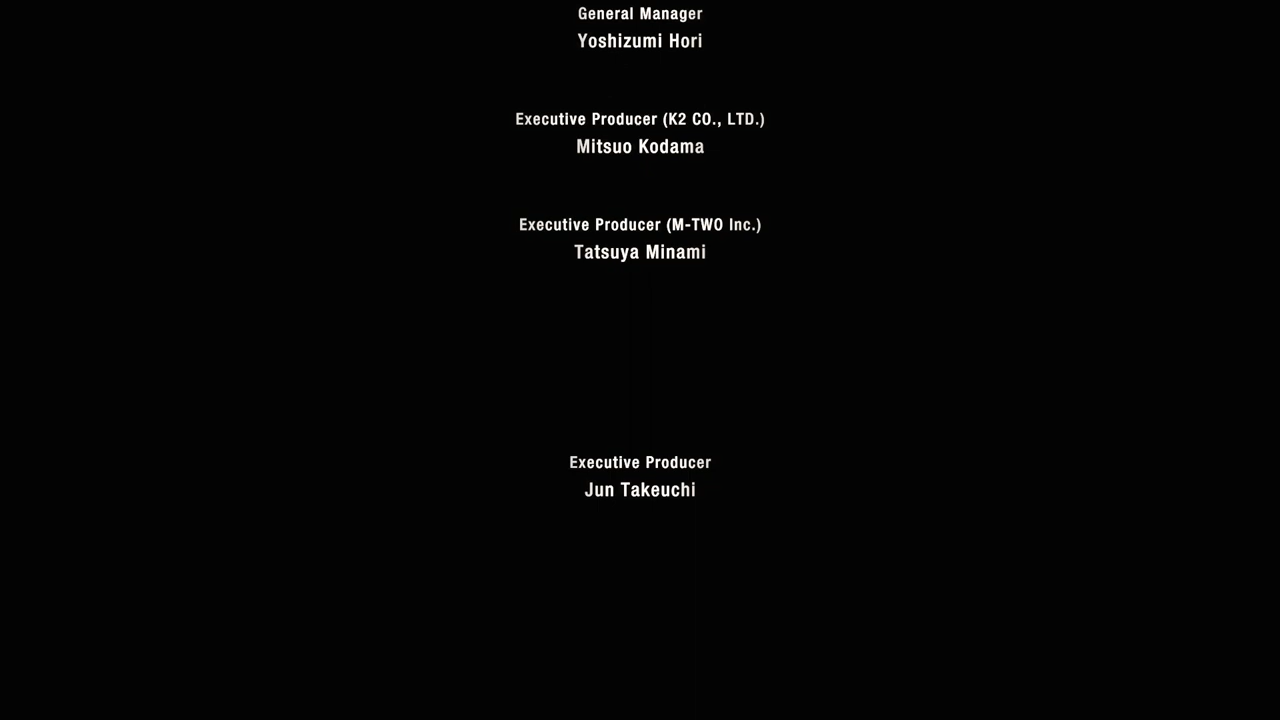 General Manager
Yoshizumi Hori
Executive Producer (K2 CO., LTD.)
Mitsuo Kodama
Executive Producer (M-TWO Inc.)
Tatsuya Minami
Executive Producer
Jun Takeuchi